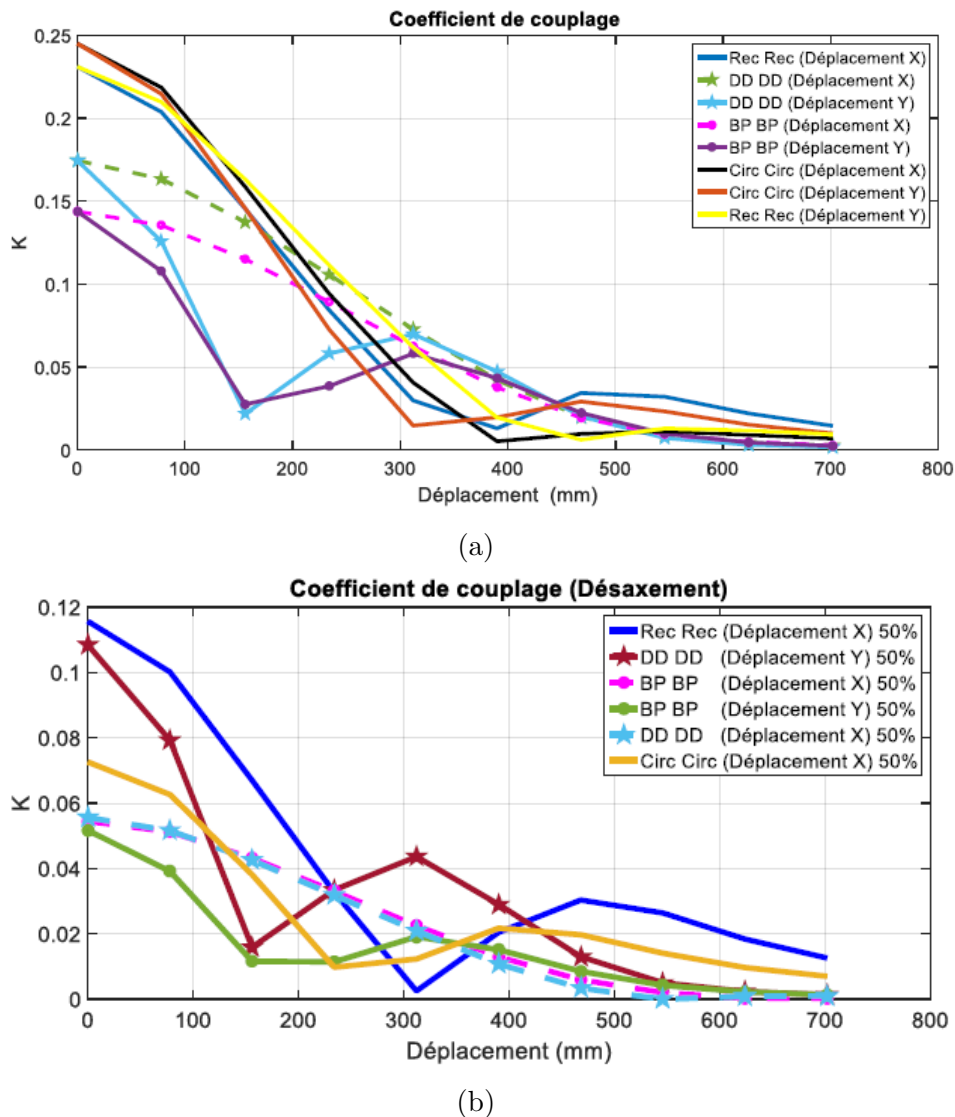 Coefficient de couplage
0.25
0.2
0.15
0.1
0.05
0
K
Rec Rec (Déplacement X)
DD DD (Déplacement X)
DD DD (Déplacement Y)
BP BP (Déplacement X)
BP BP (Déplacement Y)
Circ Circ (Déplacement X)
Circ Circ (Déplacement Y)
Rec Rec (Déplacement Y)
0 100 200 300 400 500 600 700 800
Déplacement (mm)
(a)
Coefficient de couplage (Désaxement)
0.12
0.1
0.08
0.06
0.04
0.02
0
K
Rec Rec (Déplacement X) 50%
DD DD (Déplacement Y) 50%
BP BP (Déplacement X) 50%
BP BP (Déplacement Y) 50%
DD DD (Déplacement X) 50%
Circ Circ (Déplacement X) 50%
0 100 200 300 400 500 600 700 800
Déplacement (mm)
(b)